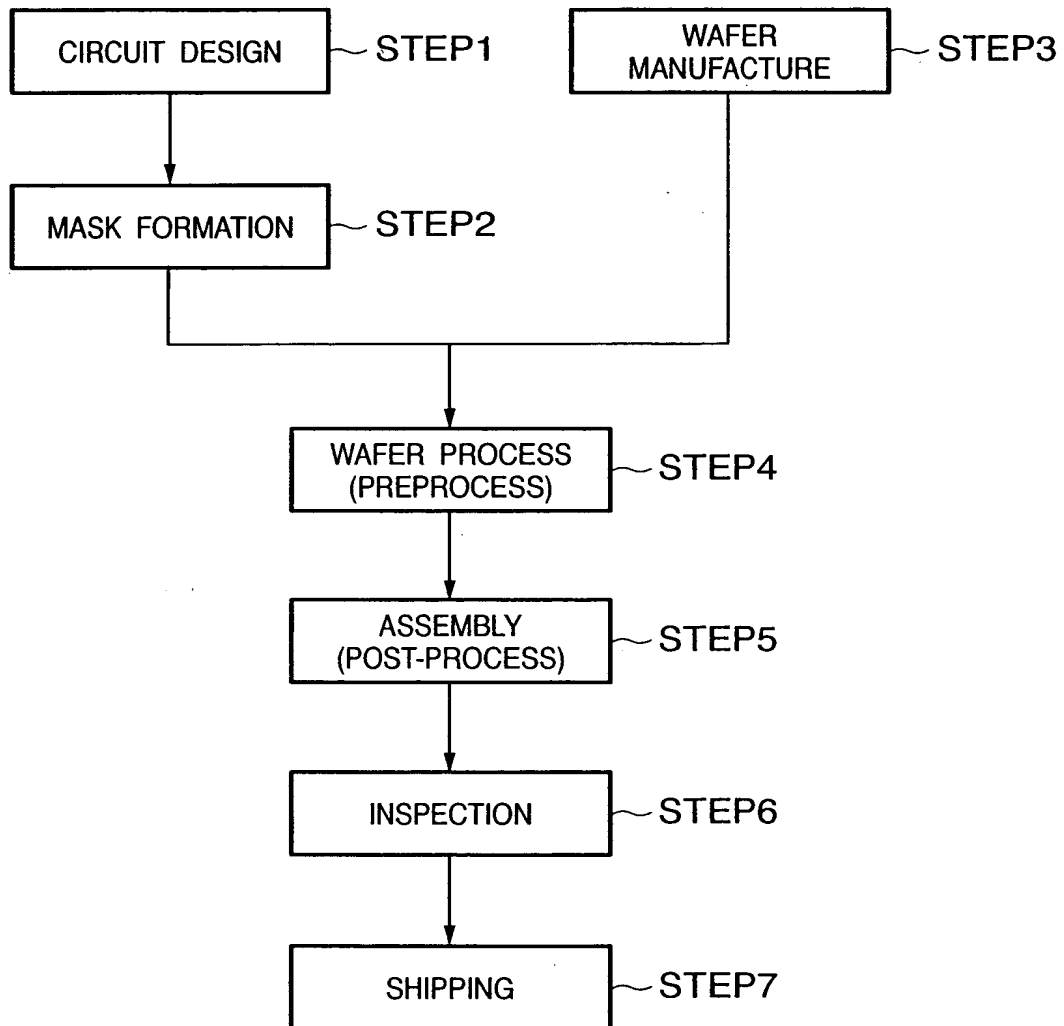 CIRCUIT DESIGN
STEP1
WAFER
MANUFACTURE
STEP3
MASK FORMATION
STEP2
WAFER PROCESS
(PREPROCESS)
STEP4
ASSEMBLY
(POST-PROCESS)
STEP5
INSPECTION
STEP6
SHIPPING
STEP7